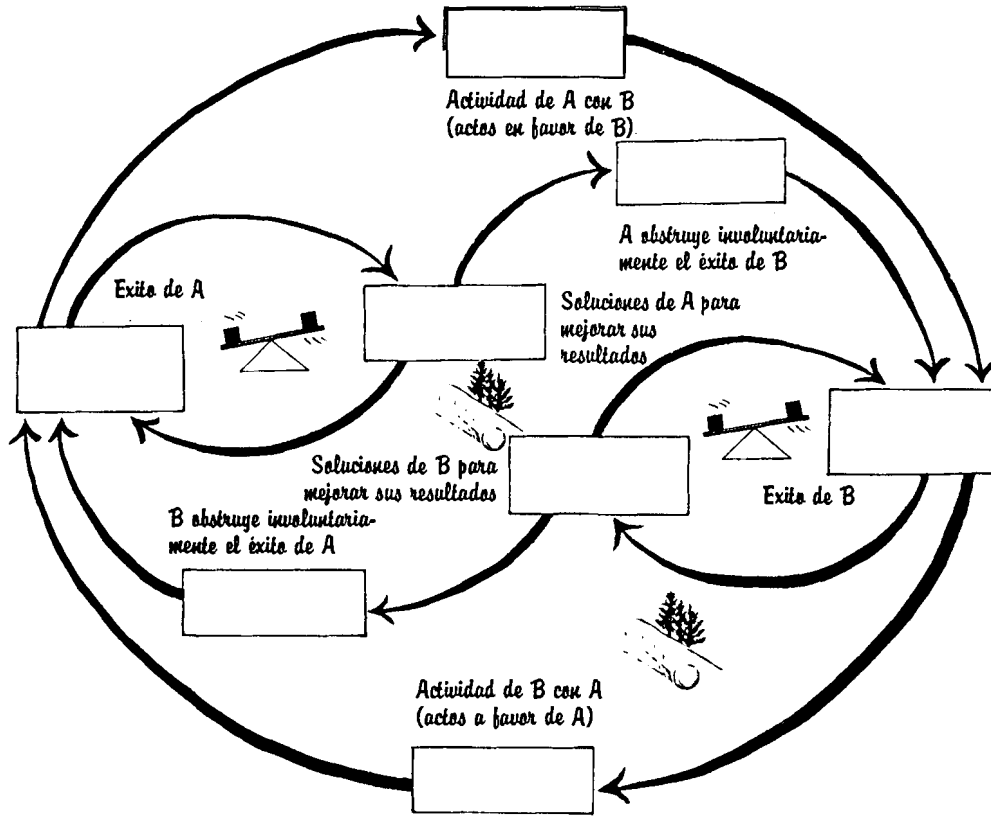 Actividad de A con B
(actos en favor de B)
A obstruye involuntaria-
mente el éxito de B
Exito de A
Soluciones de A para
mejorar sus
resultados
Soluciones de B para
mejorar sus resultados
Exito de B
B obstruye involuntaria-
mente el éxito de A
Actividad de B con A
(actos a favor de A)